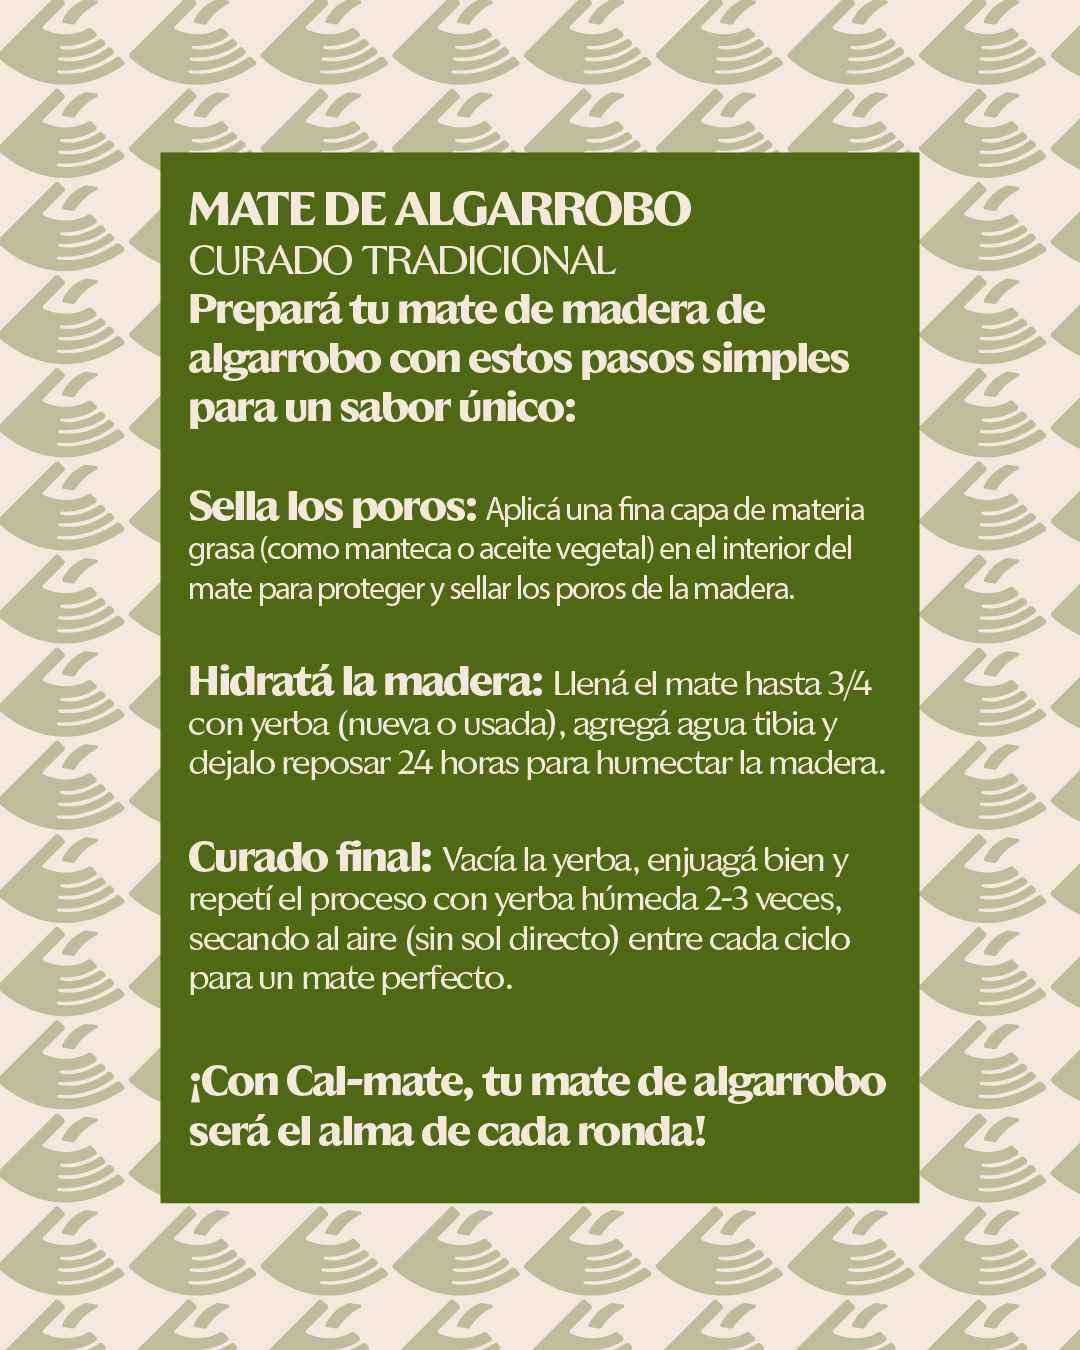 MATE DE ALGARROBO
CURADO TRADICIONAL
Prepará tu mate de madera de
algarrobo con estos pasos simples
para un sabor único:
Sella los poros: Aplicá una fina capa de materia
grasa (como manteca o aceite vegetal) en el interior del
mate para proteger y sellar los poros de la madera.
Hidratá la madera: Llená el mate hasta 3/4
con yerba (nueva o usada), agregá agua tibia y
dejalo reposar 24 horas para humectar la madera.
Curado final: Vacía la yerba, enjuagá bien y
repetí el proceso con yerba húmeda 2-3 veces,
secando al aire (sin sol directo) entre cada ciclo
para un mate perfecto.
¡Con Cal-mate, tu mate de algarrobo
será el alma de cada ronda!